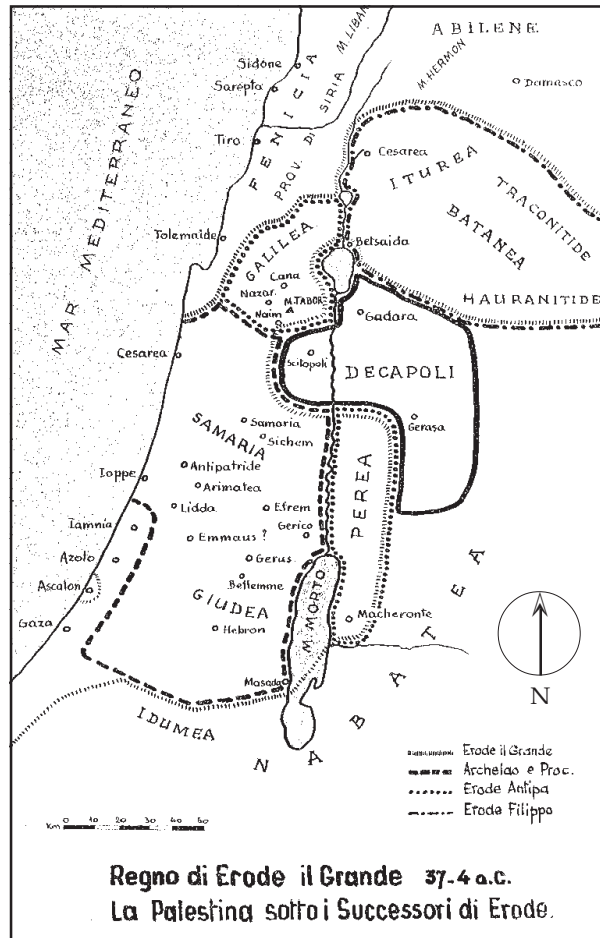 ABILENE
M. LIBAN
M. HERMON
Sidone
Damasco
Sarepta
FENICIA
PROV. DI SIRIA
Tiro
Cesarea
ITUREA
TRACONITIDE
BATANEA
MAR MEDITERRANEO
Tolemaide
GALILEA
Betsaida
Cana
Nazar.
M. TABOR
Naim
HAURANITIDE
Gadara
Cesarea
Scitopoli
DECAPOLI
Samaria
Gerasa
SAMARIA
Sichem
Antipatride
Ioppe
Arimatea
PEREA
Lidda
Efrem
Iamnia
Emmaus ?
Gerico
Azoto
Gerus
Ascalon
Betlemme
GIUDEA
M. MORTO
Macheronte
Gaza
Hebron
Masada
NABATEA
IDUMEA
N
Erode il Grande
Archelao e Proc.
Erode Antipa
Erode Filippo
Km 0 10 20 30 40 50
Regno di Erode il Grande 37-4 a.C.
La Palestina sotto i Successori di Erode.